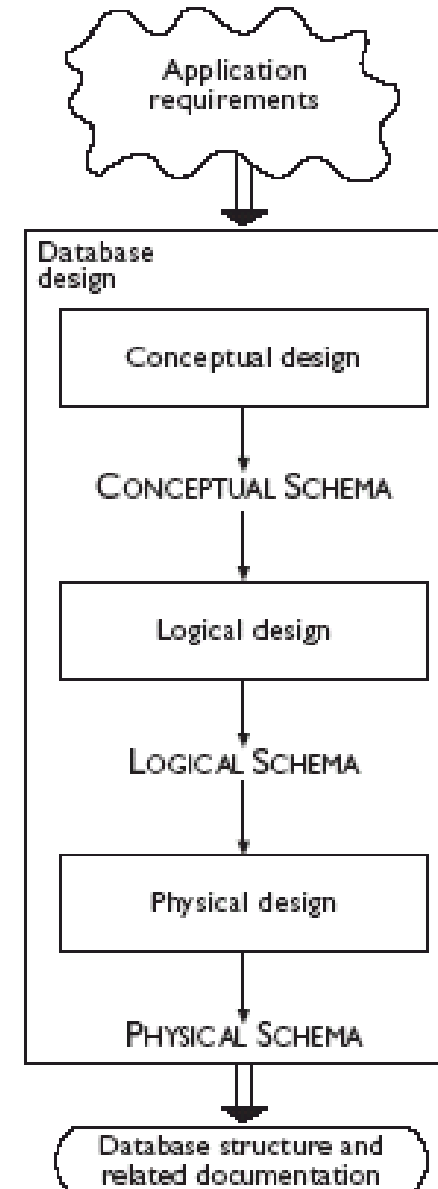 Application
requirements
Database
design
Conceptual design
CONCEPTUAL SCHEMA
Logical design
LOGICAL SCHEMA
Physical design
PHYSICAL SCHEMA
Database structure and
related documentation